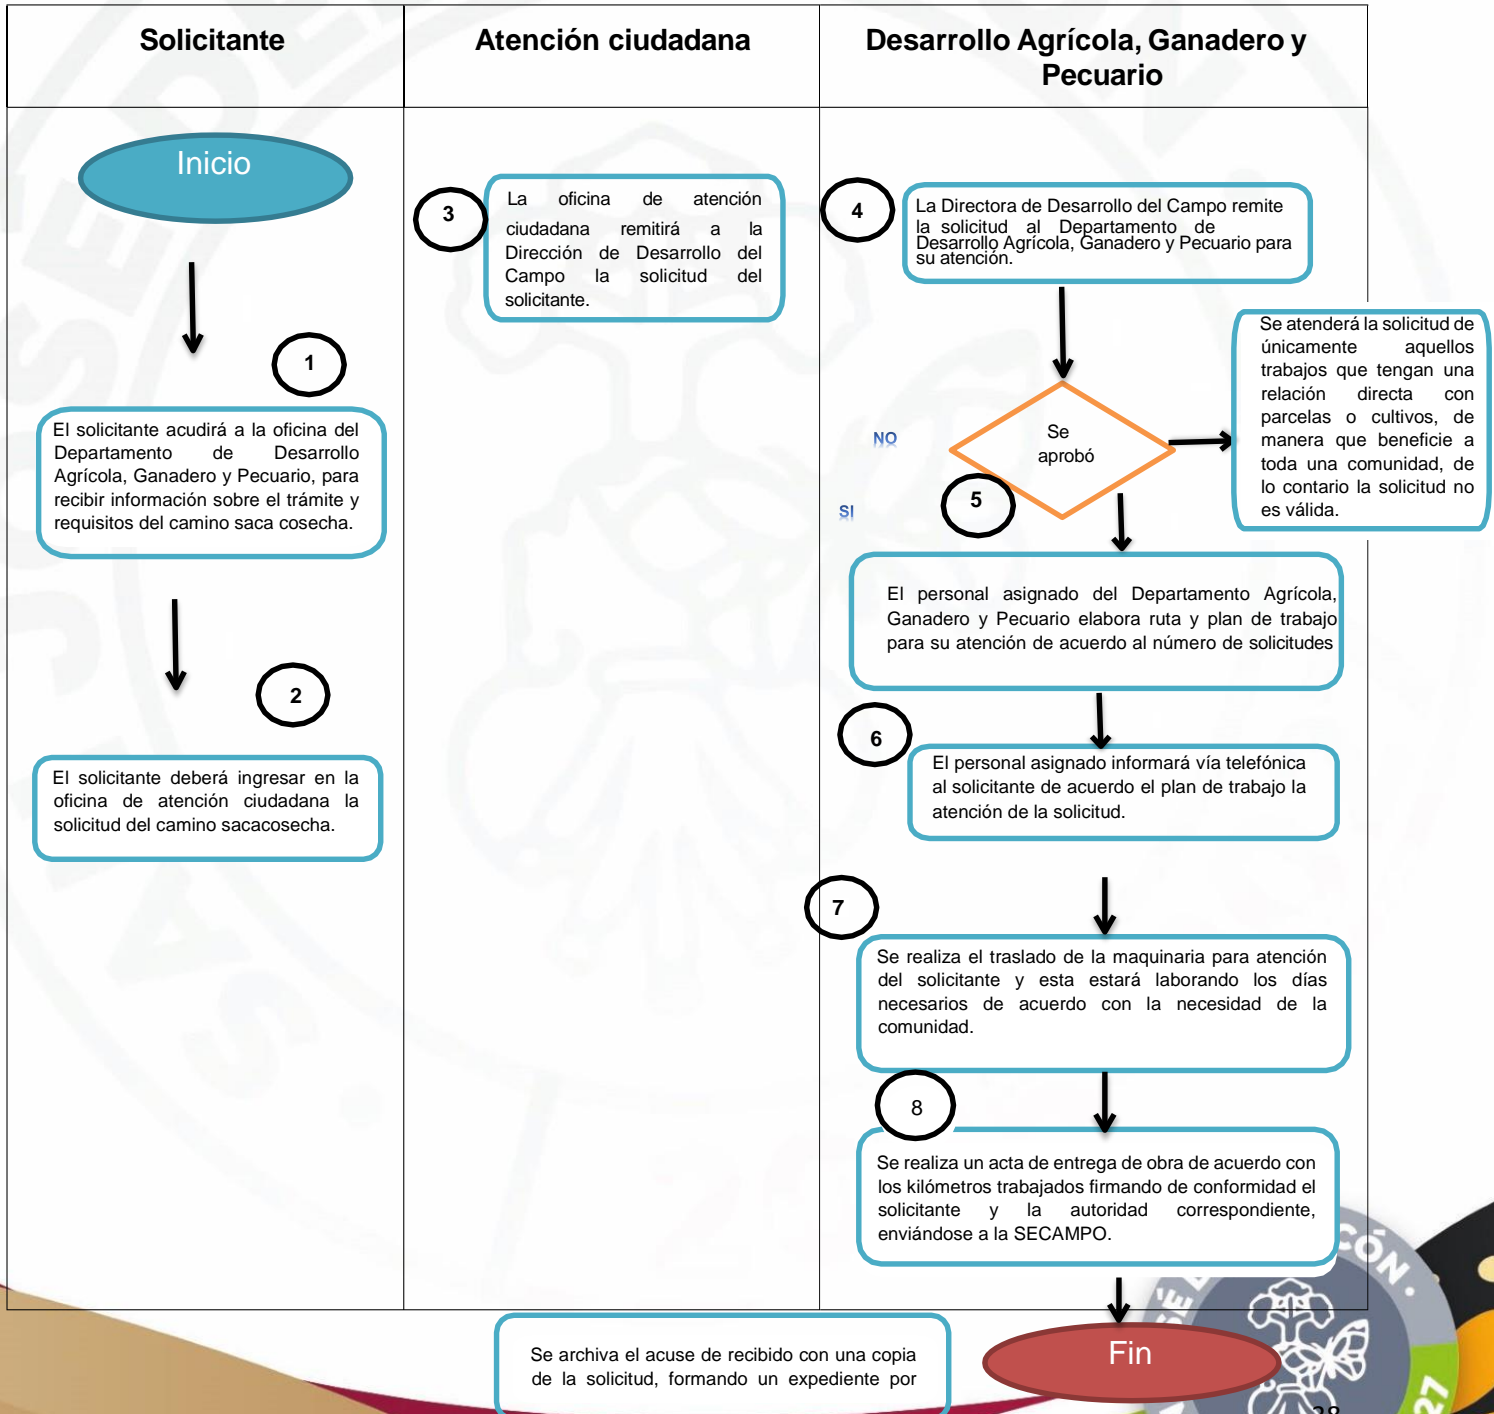 Solicitante
Atención ciudadana
Desarrollo Agrícola, Ganadero y
Pecuario
Inicio
1
El solicitante acudirá a la oficina del
Departamento de Desarrollo
Agrícola, Ganadero y Pecuario, para
recibir información sobre el trámite y
requisitos del camino saca cosecha.
2
El solicitante deberá ingresar en la
oficina de atención ciudadana la
solicitud del camino sacacosecha.
3
La oficina de atención
ciudadana remitirá a la
Dirección de Desarrollo del
Campo la solicitud del
solicitante.
4
La Directora de Desarrollo del Campo remite
la solicitud al Departamento de
Desarrollo Agrícola, Ganadero y Pecuario para
su atención.
Se
aprobó
NO
Se atenderá la solicitud de
únicamente aquellos
trabajos que tengan una
relación directa con
parcelas o cultivos, de
manera que beneficie a
toda una comunidad, de
lo contario la solicitud no
es válida.
5
SI
El personal asignado del Departamento Agrícola,
Ganadero y Pecuario elabora ruta y plan de trabajo
para su atención de acuerdo al número de solicitudes
6
El personal asignado informará vía telefónica
al solicitante de acuerdo el plan de trabajo la
atención de la solicitud.
7
Se realiza el traslado de la maquinaria para atención
del solicitante y esta estará laborando los días
necesarios de acuerdo con la necesidad de la
comunidad.
8
Se realiza un acta de entrega de obra de acuerdo con
los kilómetros trabajados firmando de conformidad el
solicitante y la autoridad correspondiente,
enviándose a la SECAMPO.
Se archiva el acuse de recibido con una copia
de la solicitud, formando un expediente por
Fin